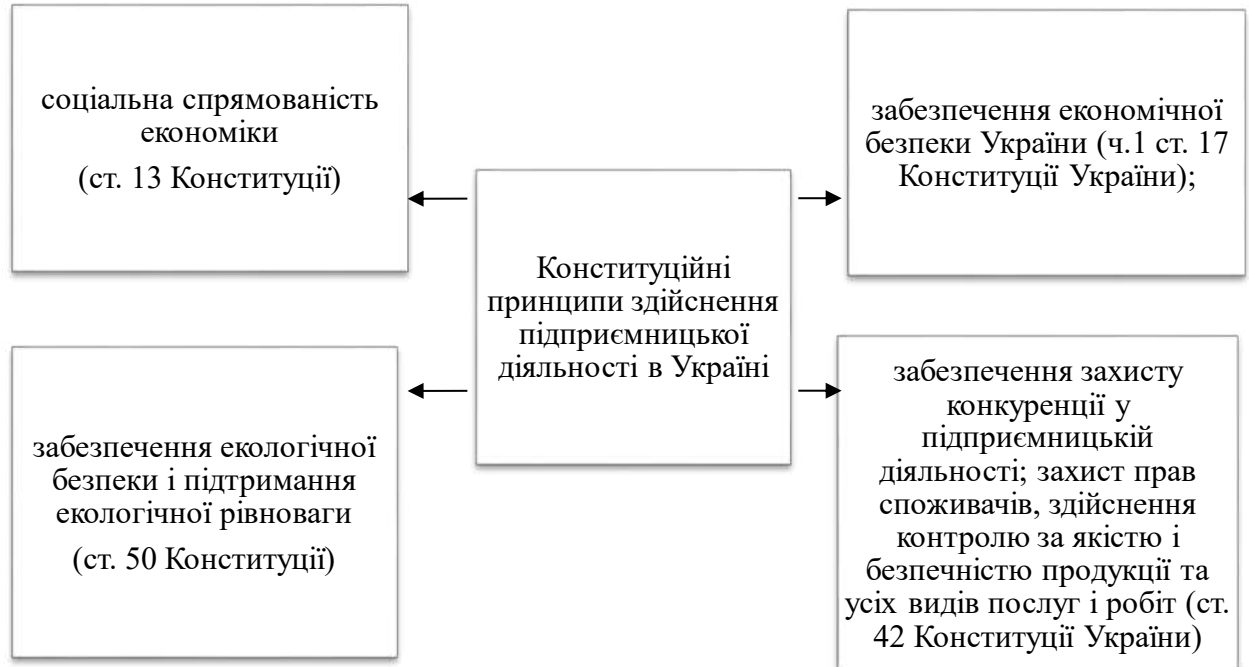 соціальна спрямованість
економіки
(ст. 13 Конституції)
забезпечення економічної
безпеки України (ч.1 ст. 17
Конституції України);
Конституційні
принципи здійснення
підприємницької
діяльності в Україні
забезпечення екологічної
безпеки і підтримання
екологічної рівноваги
(ст. 50 Конституції)
забезпечення захисту
конкуренції у
підприємницькій
діяльності; захист прав
споживачів, здійснення
контролю за якістю і
безпечністю продукції та
усіх видів послуг і робіт (ст.
42 Конституції України)